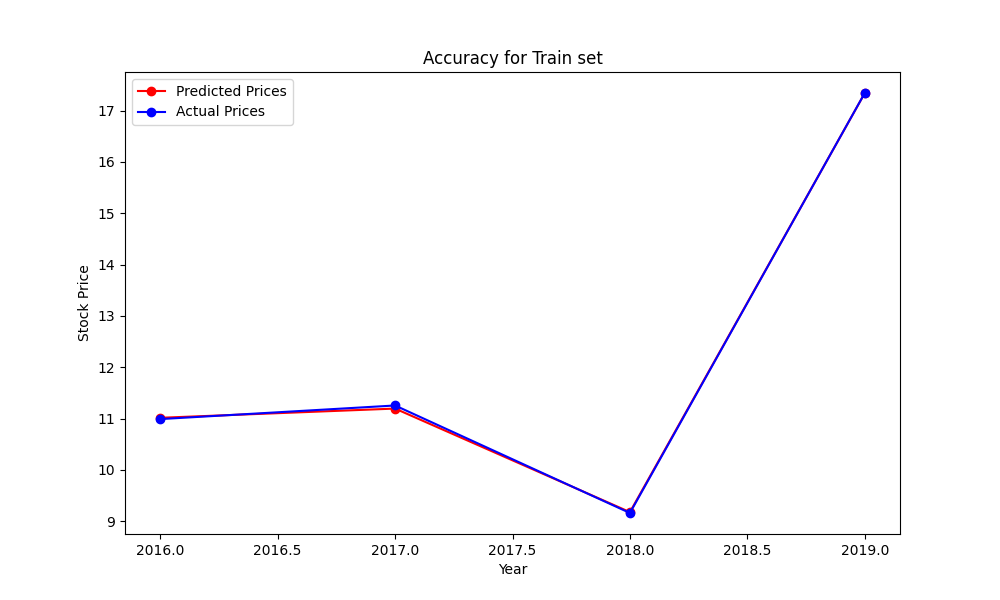 Accuracy for Train set
Predicted Prices
Actual Prices
Stock Price
17
16
15
14
13
12
11
10
9
2016.0 2016.5 2017.0 2017.5 2018.0 2018.5 2019.0
Year